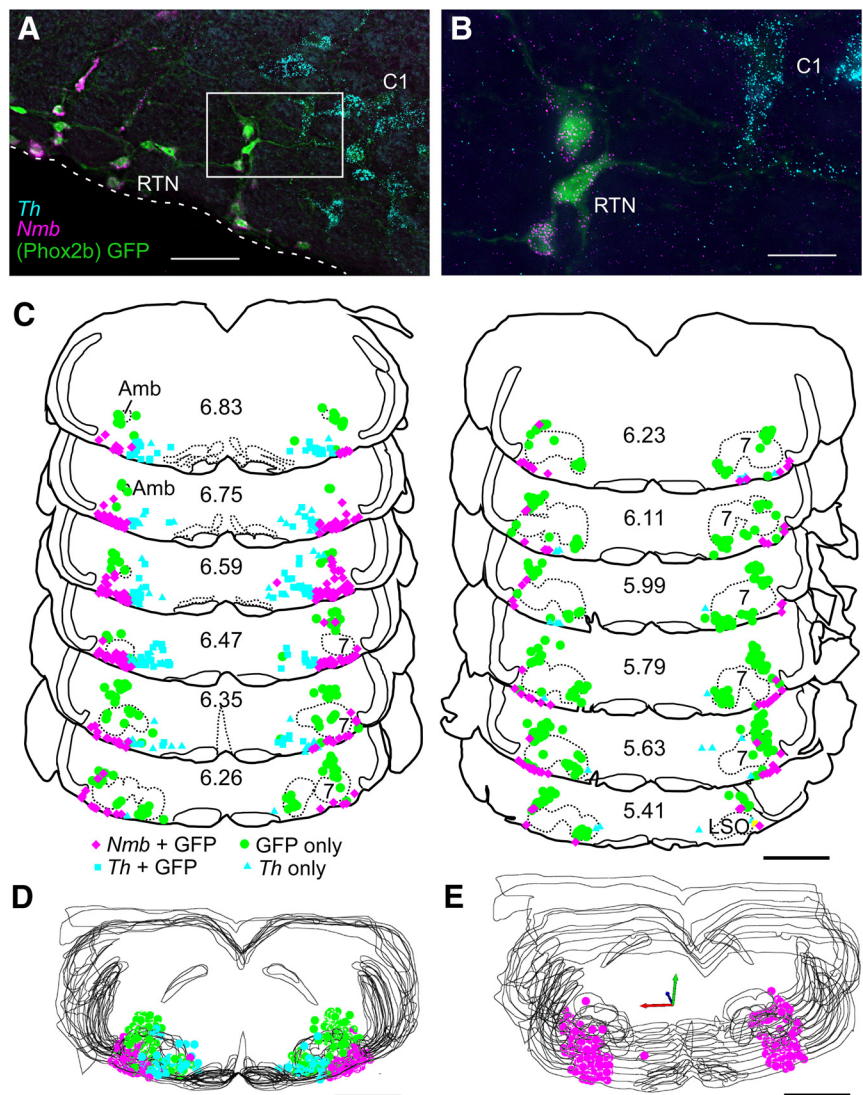 A
C1
RTN
Th
Nmb
(Phox2b) GFP
B
C1
RTN
C
Amb
6.83
Amb
6.75
6.59
6.47
7
6.35
7
6.26
7
6.23
7
6.11
7
5.99
7
5.79
7
5.63
7
5.41
LSO
Nmb + GFP
GFP only
Th + GFP
Th only
D
E